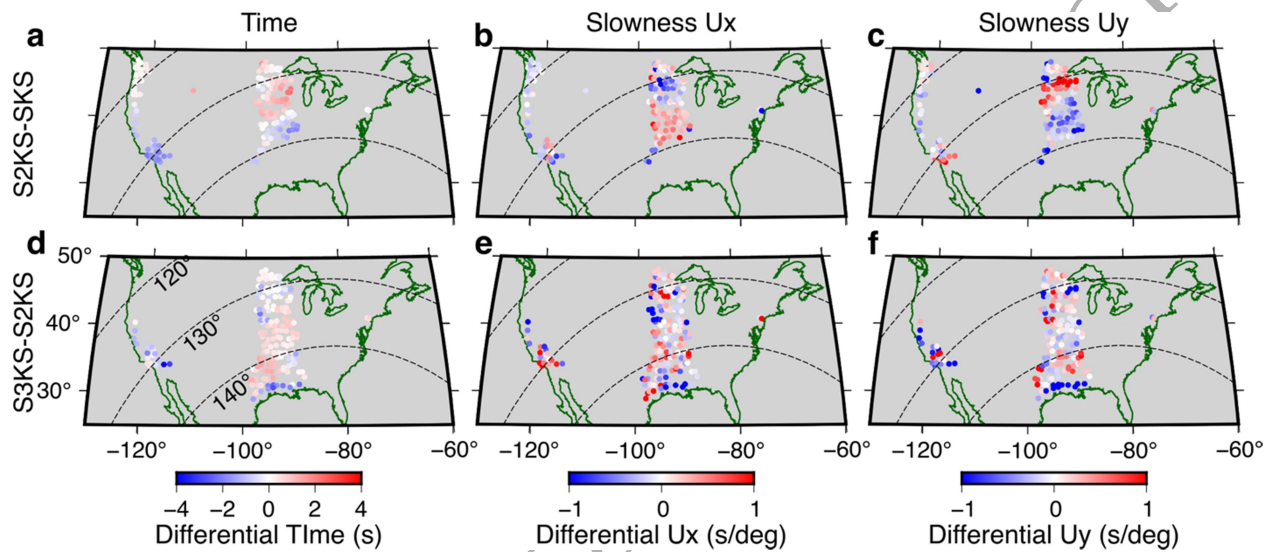 Time Slowness Ux Slowness Uy
a b c
S2KS-SKS
d e f
S3KS-S2KS
50° 40° 30°
120° 130° 140°
−120° −100° −80° −60° −120° −100° −80° −60° −120° −100° −80° −60°
−4 −2 0 2 4 −1 0 1 −1 0 1
Differential TIme (s) Differential Ux (s/deg) Differential Uy (s/deg)